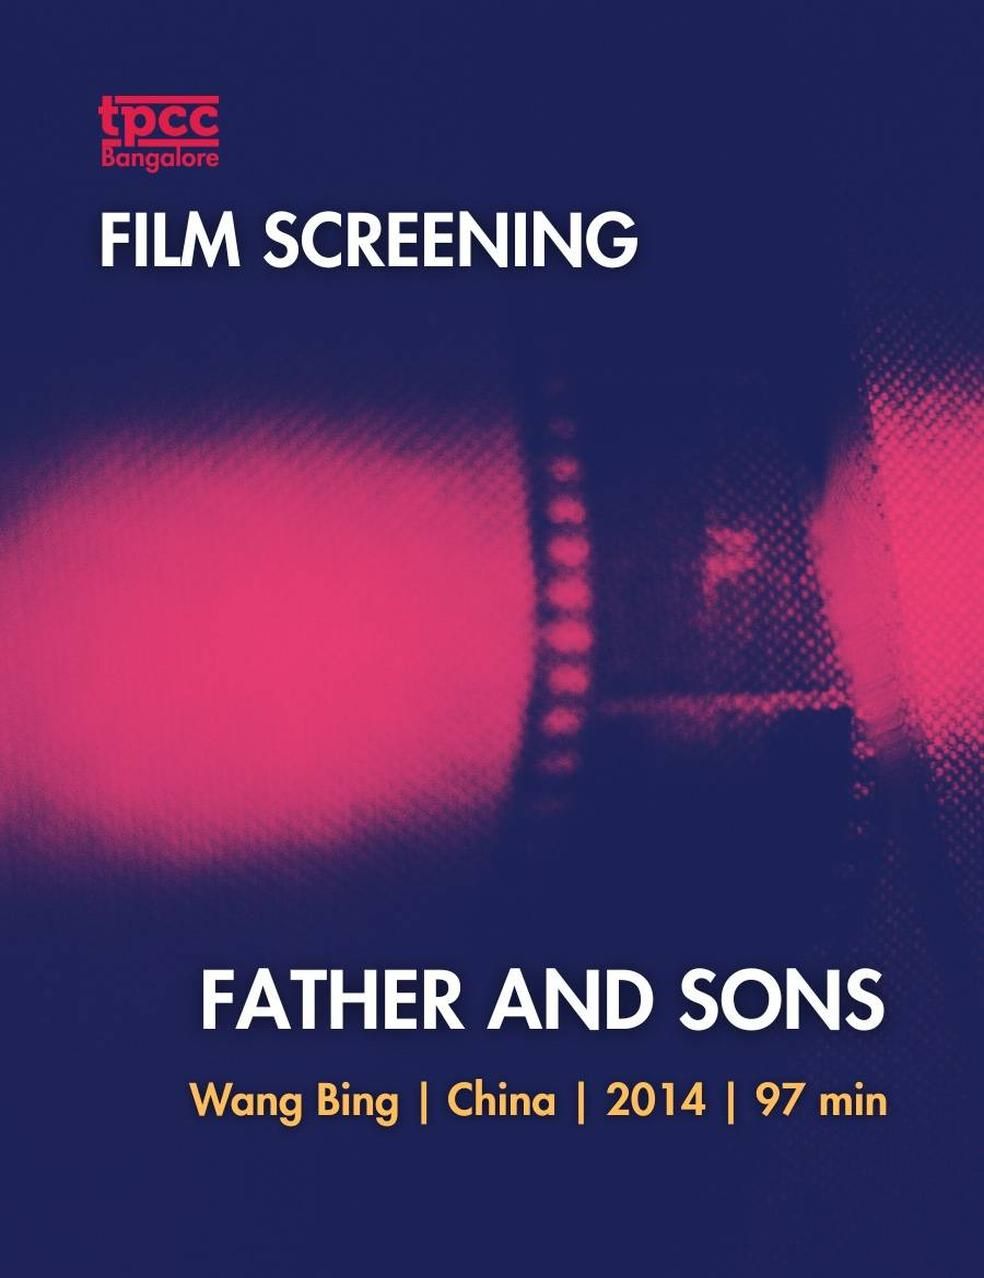 tpcc
Bangalore
FILM SCREENING
FATHER AND SONS
Wang Bing | China | 2014 | 97 min